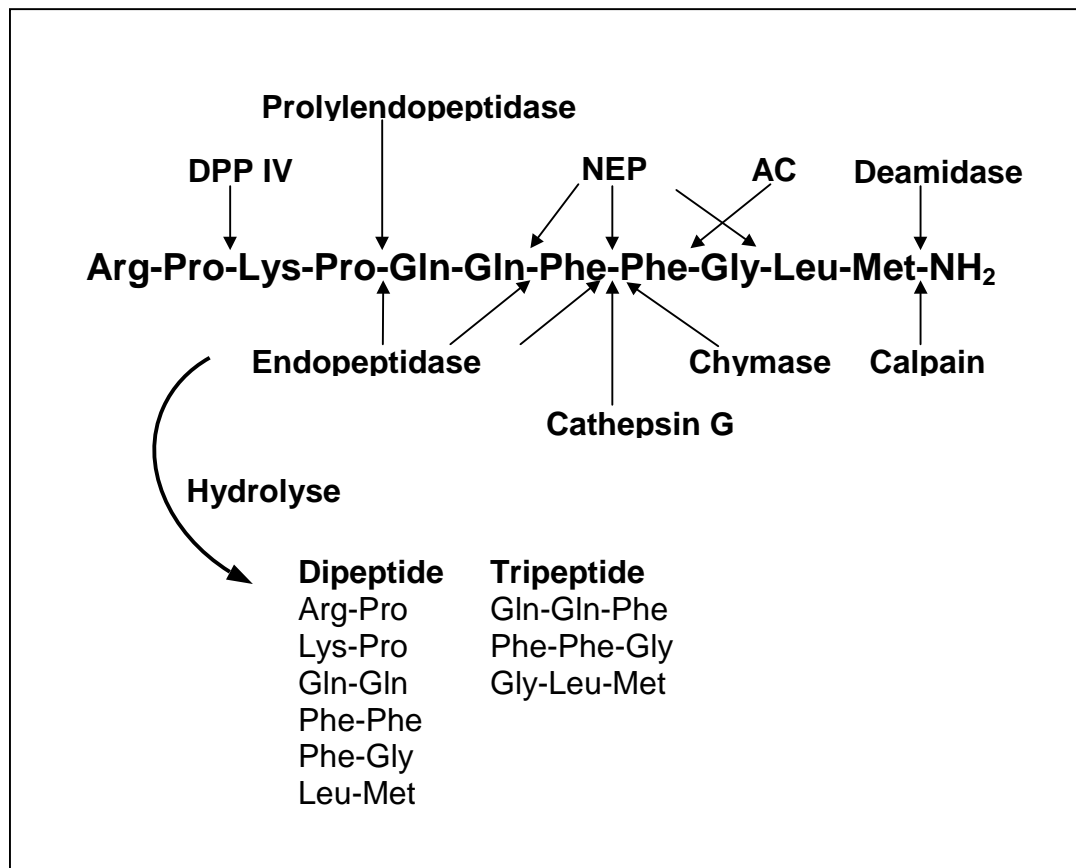 Prolylendopeptidase
DPP IV NEP AC Deamidase
Arg-Pro-Lys-Pro-Gln-Gln-Phe-Phe-Gly-Leu-Met-NH₂
Endopeptidase Chymase Calpain
Cathepsin G
Hydrolyse
Dipeptide Tripeptide
Arg-Pro Gln-Gln-Phe
Lys-Pro Phe-Phe-Gly
Gln-Gln Gly-Leu-Met
Phe-Phe
Phe-Gly
Leu-Met